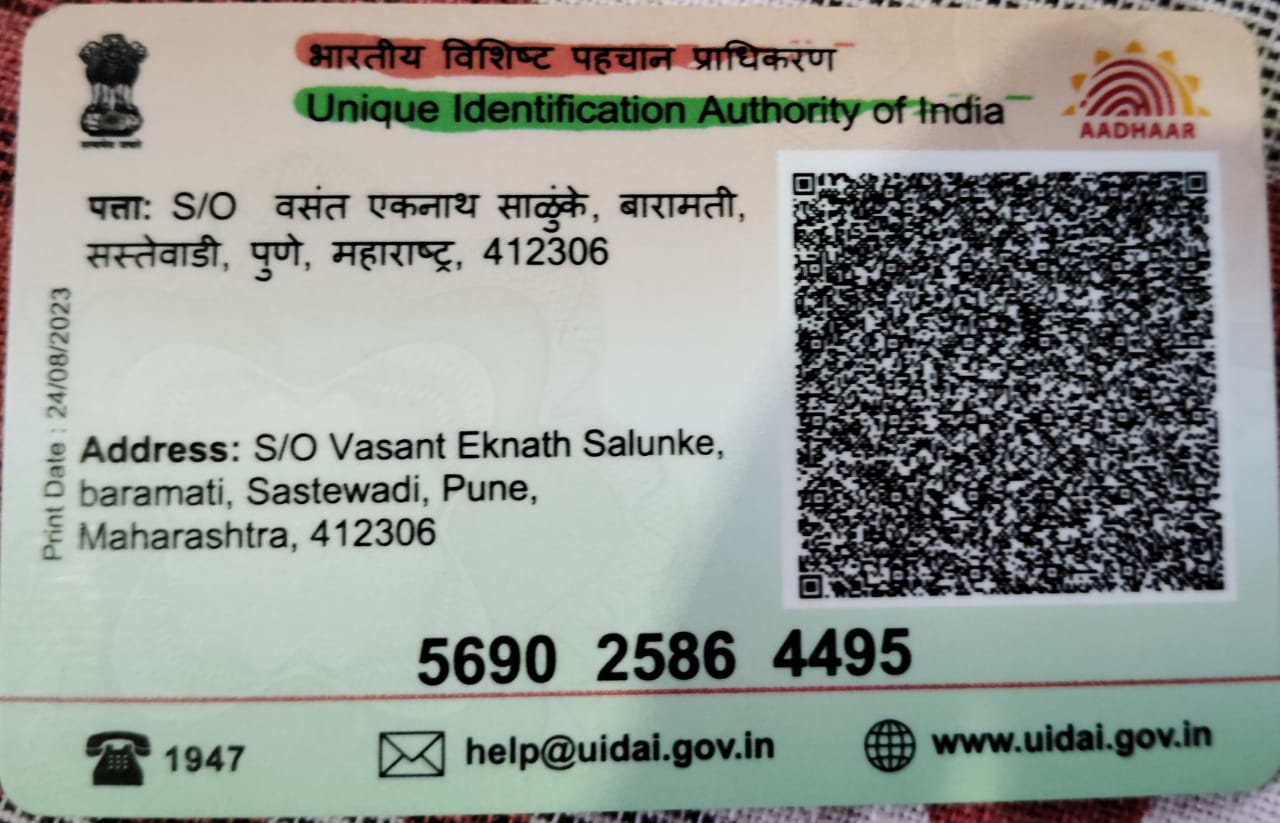 भारतीय विशिष्ट पहचान प्राधिकरण
Unique Identification Authority of India
AADHAAR
पत्ता: S/O वसंत एकनाथ साळुंके, बारामती,
सस्तेवाडी, पुणे, महाराष्ट्र, 412306
Print Date : 24/08/2023
Address: S/O Vasant Eknath Salunke,
baramati, Sastewadi, Pune,
Maharashtra, 412306
5690 2586 4495
1947
help@uidai.gov.in
www.uidai.gov.in